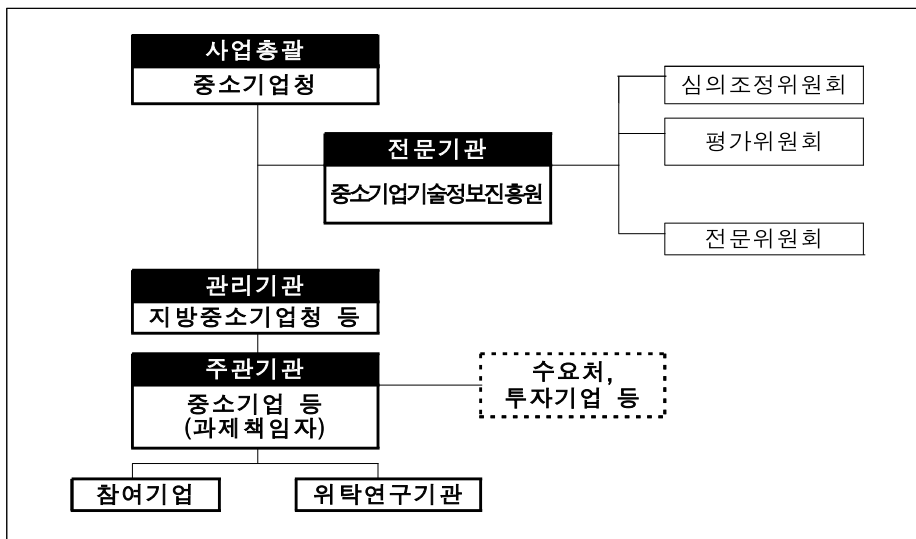 사업총괄
중소기업청
심의조정위원회
평가위원회
전문기관
중소기업기술정보진흥원
전문위원회
관리기관
지방중소기업청 등
주관기관
중소기업 등
(과제책임자)
수요처,
투자기업 등
참여기업
위탁연구기관